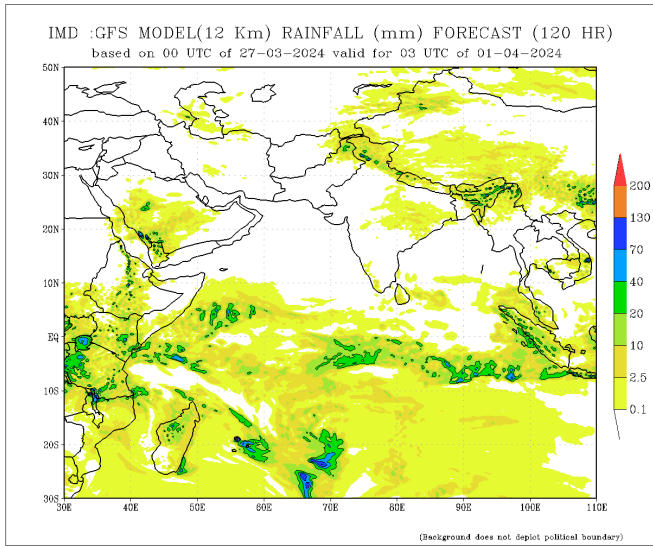 IMD :GFS MODEL(12 Km) RAINFALL (mm) FORECAST (120 HR)
based on 00 UTC of 27-03-2024 valid for 03 UTC of 01-04-2024
50N
40N
30N
20N
10N
EQ
10S
20S
30S
30E 40E 50E 60E 70E 80E 90E 100E 110E
200
130
70
40
20
10
2.5
0.1
(Background does not depict political boundary)